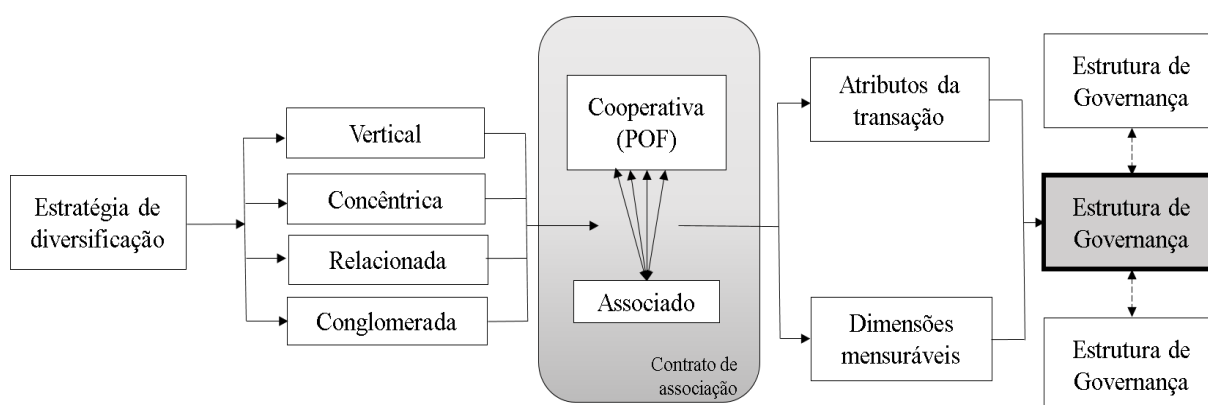 Estratégia de
diversificação
Vertical
Concêntrica
Relacionada
Conglomerada
Cooperativa
(POF)
Associado
Contrato de
associação
Atributos da
transação
Dimensões
mensuráveis
Estrutura de
Governança
Estrutura de
Governança
Estrutura de
Governança